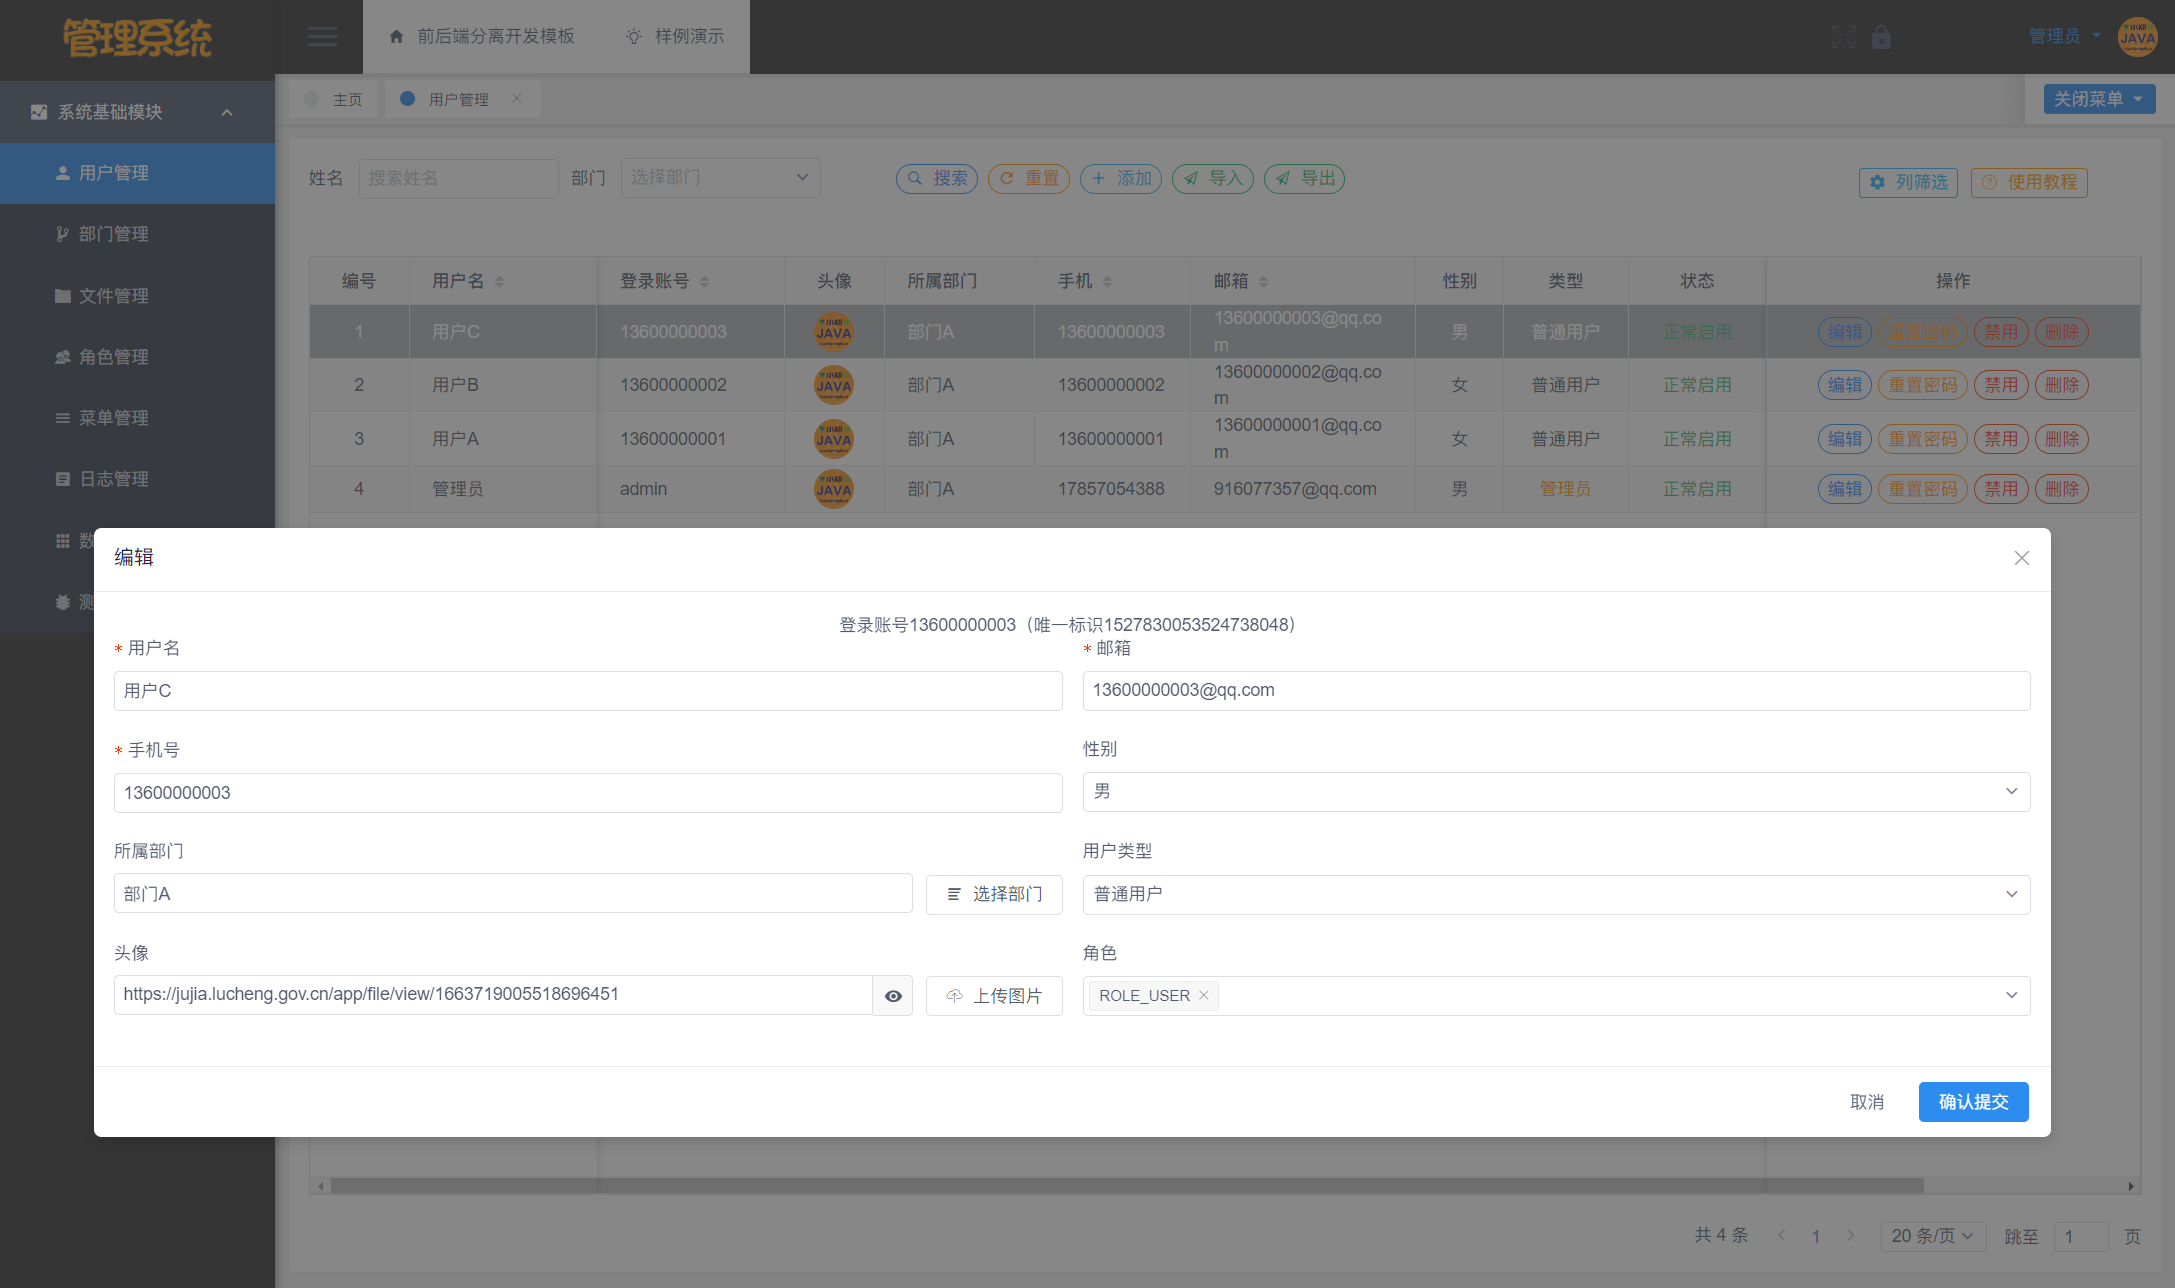 管理系统
前后端分离开发模板
样例演示
管理员
系统基础模块
主页
用户管理
关闭菜单
用户管理
部门管理
文件管理
角色管理
菜单管理
日志管理
数
测
姓名
搜索姓名
部门
选择部门
搜索
重置
添加
导入
导出
列筛选
使用教程
编号 用户名 登录账号 头像 所属部门 手机 邮箱 性别 类型 状态 操作
1 用户C 13600000003 小郑 JAVA 部门A 13600000003 13600000003@qq.co
m 男 普通用户 正常启用 编辑 重置密码 禁用 删除
2 用户B 13600000002 JAVA 部门A 13600000002 13600000002@qq.co
m 女 普通用户 正常启用 编辑 重置密码 禁用 删除
3 用户A 13600000001 JAVA 部门A 13600000001 13600000001@qq.co
m 女 普通用户 正常启用 编辑 重置密码 禁用 删除
4 管理员 admin JAVA 部门A 17857054388 916077357@qq.com 男 管理员 正常启用 编辑 重置密码 禁用 删除
编辑
登录账号13600000003（唯一标识1527830053524738048）
* 用户名
用户C
* 邮箱
13600000003@qq.com
* 手机号
13600000003
性别
男
所属部门
部门A
选择部门
用户类型
普通用户
头像
https://jujia.lucheng.gov.cn/app/file/view/1663719005518696451
上传图片
角色
ROLE_USER
取消
确认提交
共 4 条
1
20 条/页
跳至
1
页